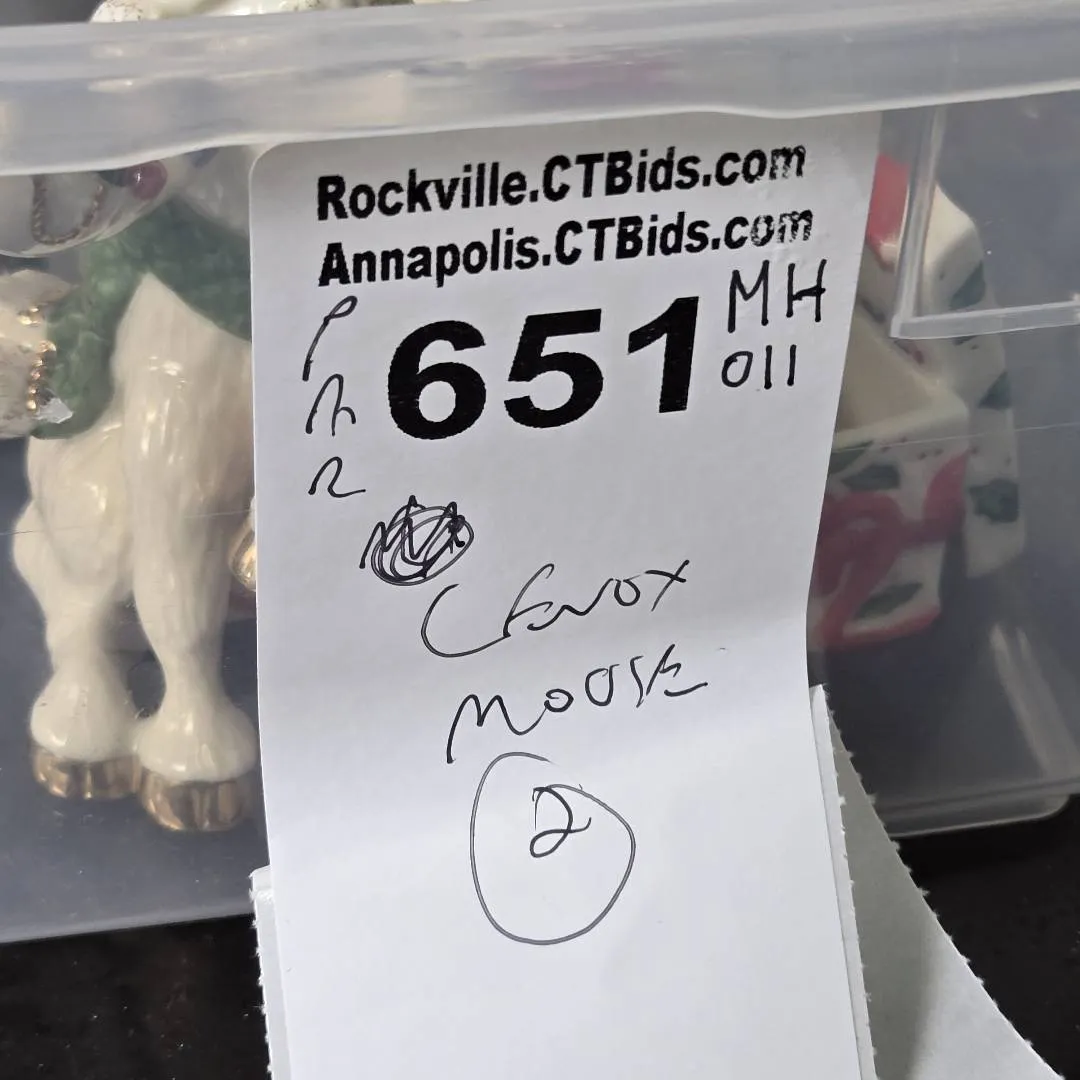 Rockville.CTBids.com
Annapolis.CTBids.com
651
MH
011
Lenox
MOOSE
2